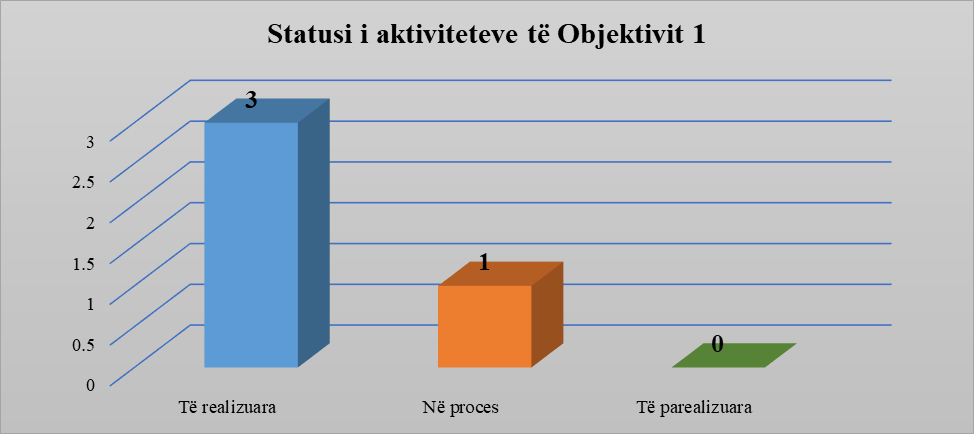 Statusi i aktiviteteve të Objektivit 1
3
3
2.5
2
1.5
1
1
0.5
0
0
Të realizuara
Në proces
Të parealizuara